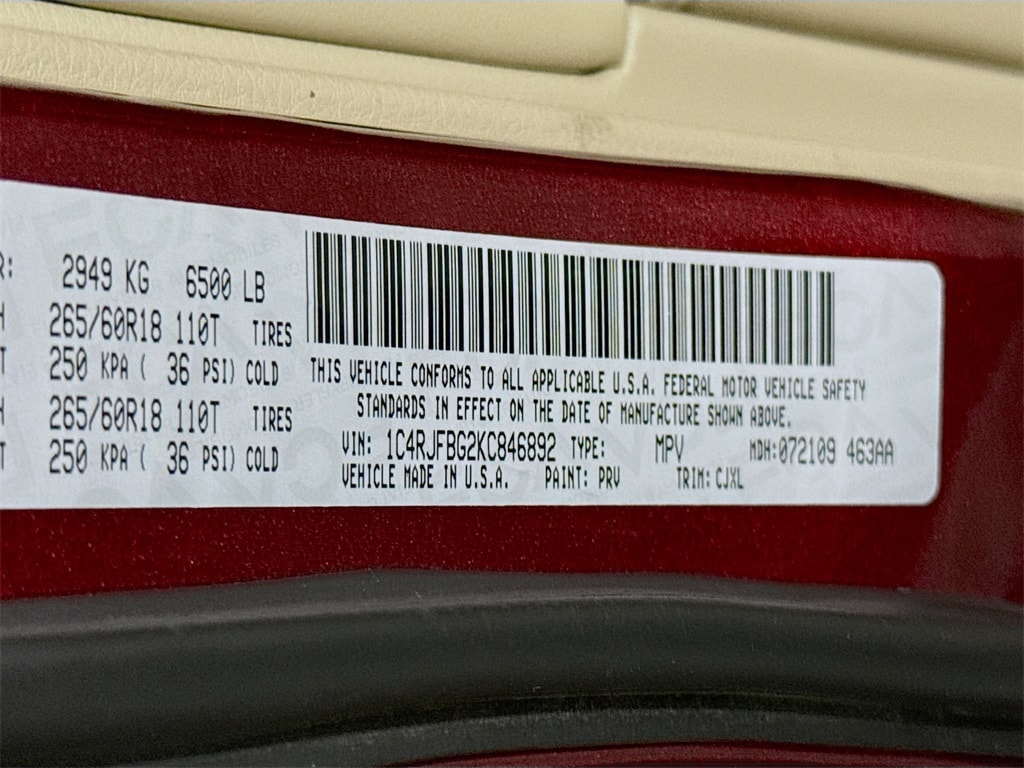 R: 2949 KG 6500 LB
H 265/60R18 110T TIRES
T 250 KPA ( 36 PSI) COLD
H 265/60R18 110T TIRES
T 250 KPA ( 36 PSI) COLD
THIS VEHICLE CONFORMS TO ALL APPLICABLE U.S.A. FEDERAL MOTOR VEHICLE SAFETY
STANDARDS IN EFFECT ON THE DATE OF MANUFACTURE SHOWN ABOVE.
VIN: 1C4RJFBG2KC846892 TYPE: MPV MDH:072109 463AA
VEHICLE MADE IN U.S.A. PAINT: PRV TRIM: CJXL